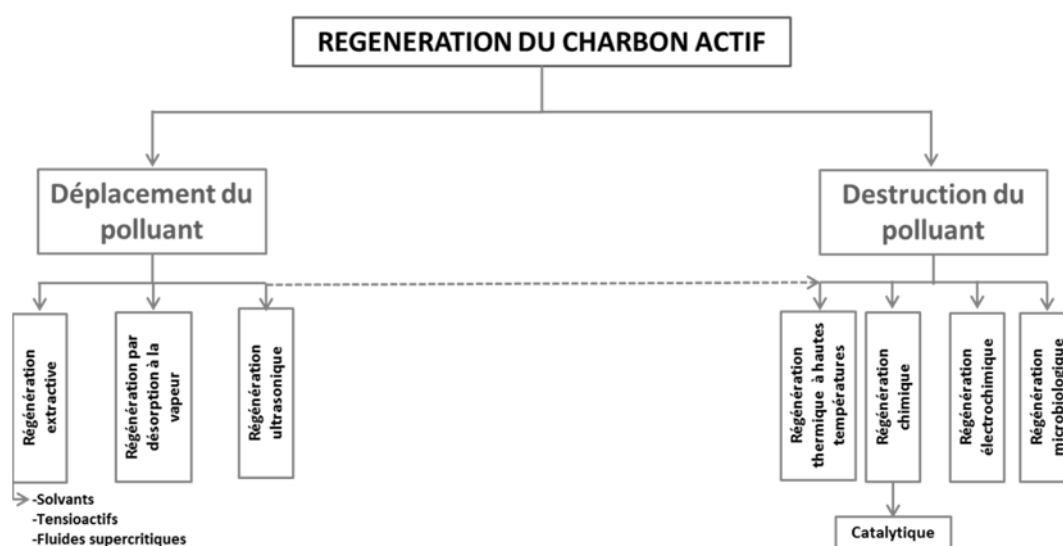 REGENERATION DU CHARBON ACTIF
Déplacement du
polluant
Destruction du
polluant
Régénération
extractive
Régénération par
désorption à la
vapeur
Régénération
ultrasonique
Régénération
thermique à hautes
températures
Régénération
chimique
Régénération
électrochimique
Régénération
microbiologique
-Solvants
-Tensioactifs
-Fluides supercritiques
Catalytique